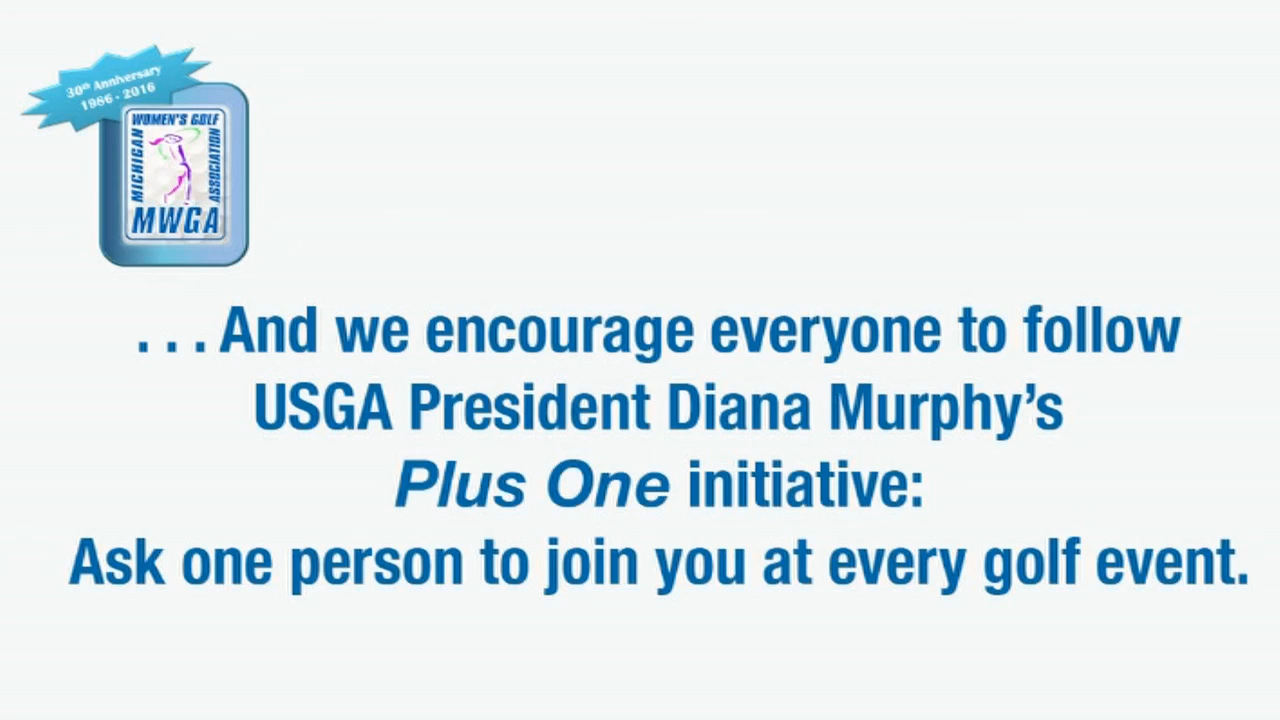 30th Anniversary
1986 - 2016
WOMEN'S GOLF
MICHIGAN
ASSOCIATION
MWGA
. . . And we encourage everyone to follow
USGA President Diana Murphy’s
Plus One initiative:
Ask one person to join you at every golf event.